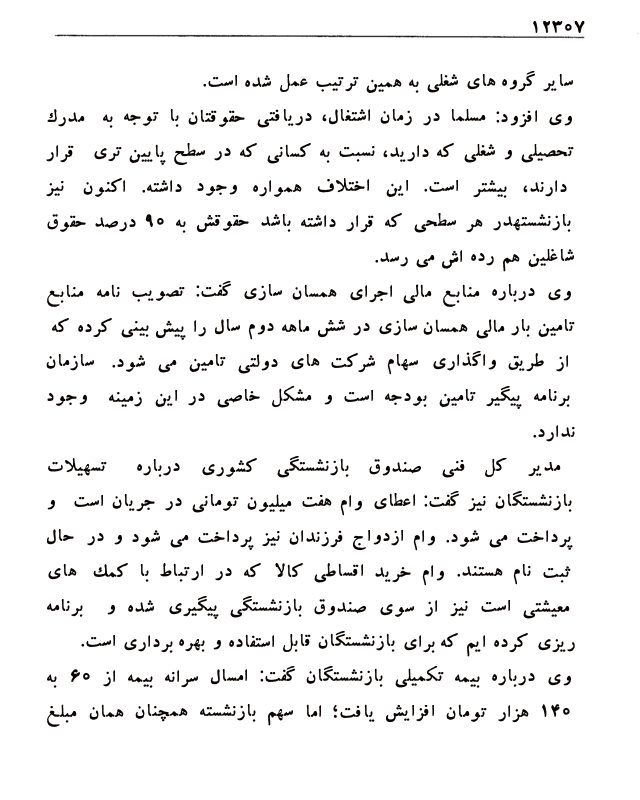 ۱۲۳۰۷
سایر گروه های شغلی به همین ترتیب عمل شده است.
وی افزود: مسلما در زمان اشتغال، دریافتی حقوقتان با توجه به مدرك
تحصیلی و شغلی که دارید، نسبت به کسانی که در سطح پایین تری قرار
دارند، بیشتر است. این اختلاف همواره وجود داشته. اکنون نیز
بازنشستهدر هر سطحی که قرار داشته باشد حقوقش به ۹۰ درصد حقوق
شاغلین هم رده اش می رسد.
وی درباره منابع مالی اجرای همسان سازی گفت: تصویب نامه منابع
تامین بار مالی همسان سازی در شش ماهه دوم سال را پیش بینی کرده که
از طریق واگذاری سهام شرکت های دولتی تامین می شود. سازمان
برنامه پیگیر تامین بودجه است و مشکل خاصی در این زمینه وجود
ندارد.
مدیر کل فنی صندوق بازنشستگی کشوری درباره تسهیلات
بازنشستگان نیز گفت: اعطای وام هفت میلیون تومانی در جریان است و
پرداخت می شود. وام ازدواج فرزندان نیز پرداخت می شود و در حال
ثبت نام هستند. وام خرید اقساطی کالا که در ارتباط با کمك های
معیشتی است نیز از سوی صندوق بازنشستگی پیگیری شده و برنامه
ریزی کرده ایم که برای بازنشستگان قابل استفاده و بهره برداری است.
وی درباره بیمه تکمیلی بازنشستگان گفت: امسال سرانه بیمه از ۶۰ به
۱۴۰ هزار تومان افزایش یافت؛ اما سهم بازنشسته همچنان همان مبلغ